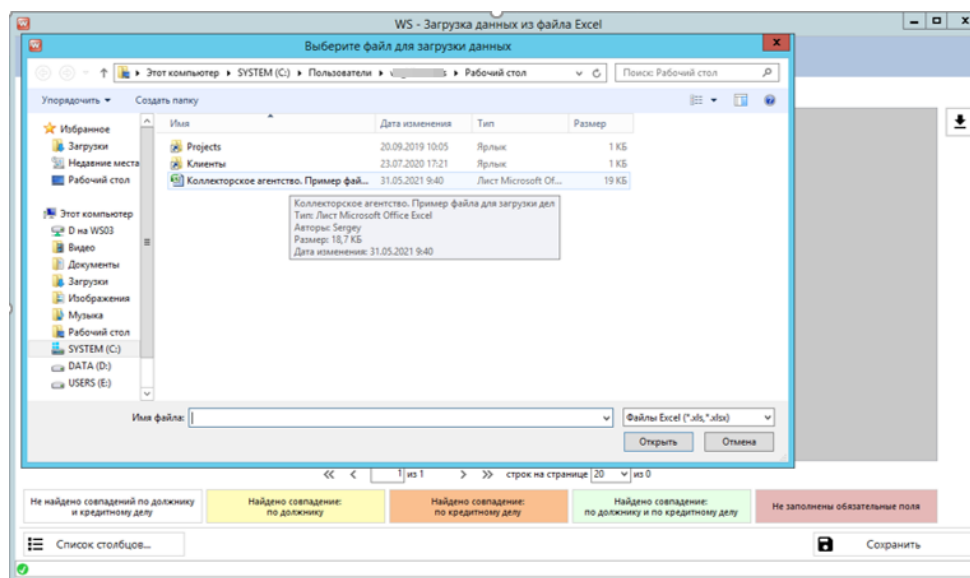 WS - Загрузка данных из файла Excel
Выберите файл для загрузки данных
Этот компьютер ▸ SYSTEM (C:) ▸ Пользователи ▸ ▸ Рабочий стол
Поиск: Рабочий стол
Упорядочить
Создать папку
Имя
Дата изменения
Тип
Размер
Избранное
Загрузки
Недавние места
Рабочий стол
Этот компьютер
D на WS03
Видео
Документы
Загрузки
Изображения
Музыка
Рабочий стол
SYSTEM (C:)
DATA (D:)
USERS (E:)
Projects 20.09.2019 10:05 Ярлык 1 КБ
Клиенты 23.07.2020 17:21 Ярлык 1 КБ
Коллекторское агентство. Пример фай... 31.05.2021 9:40 Лист Microsoft Of... 19 КБ
Коллекторское агентство. Пример файла для загрузки дел
Тип: Лист Microsoft Office Excel
Авторы: Sergey
Размер: 18,7 КБ
Дата изменения: 31.05.2021 9:40
Имя файла:
Файлы Excel (*.xls,*.xlsx)
Открыть
Отмена
1 из 1
строк на странице 20 из 0
Не найдено совпадений по должнику
и кредитному делу
Найдено совпадение:
по должнику
Найдено совпадение:
по кредитному делу
Найдено совпадение:
по должнику и по кредитному делу
Не заполнены обязательные поля
Список столбцов...
Сохранить